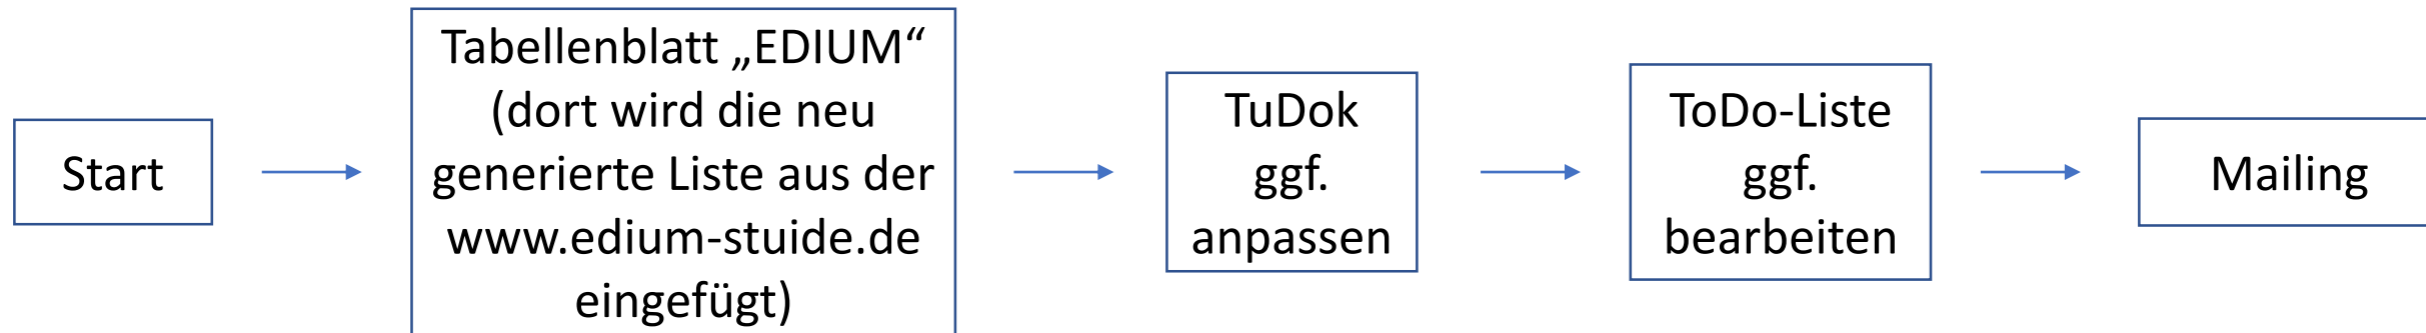 Start
Tabellenblatt „EDIUM“
(dort wird die neu
generierte Liste aus der
www.edium-stuide.de
eingefügt)
TuDok
ggf.
anpassen
ToDo-Liste
ggf.
bearbeiten
Mailing